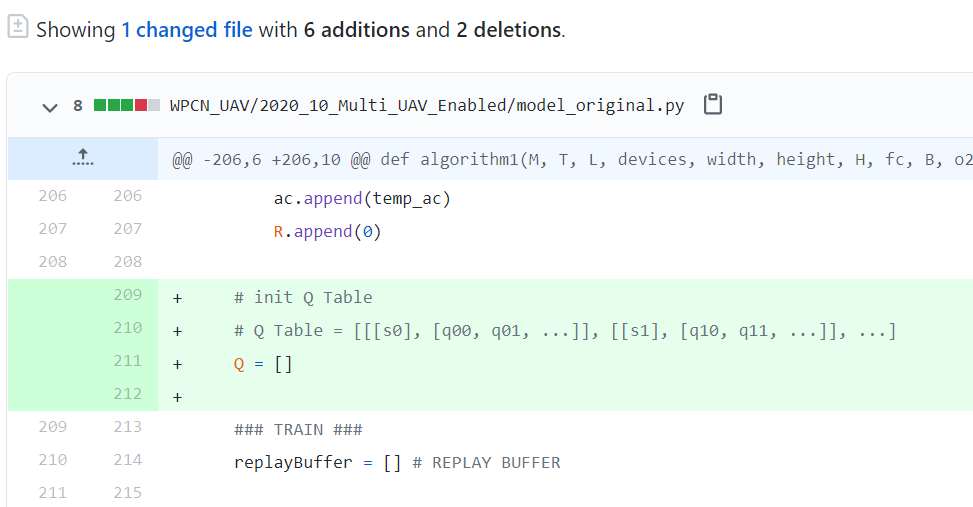 Showing 1 changed file with 6 additions and 2 deletions.
8 WPCN_UAV/2020_10_Multi_UAV_Enabled/model_original.py
@@ -206,6 +206,10 @@ def algorithm1(M, T, L, devices, width, height, H, fc, B, o2
206 206 ac.append(temp_ac)
207 207 R.append(0)
208 208
209 + # init Q Table
210 + # Q Table = [[[s0], [q00, q01, ...]], [[s1], [q10, q11, ...]], ...]
211 + Q = []
212 +
209 213 ### TRAIN ###
210 214 replayBuffer = [] # REPLAY BUFFER
211 215